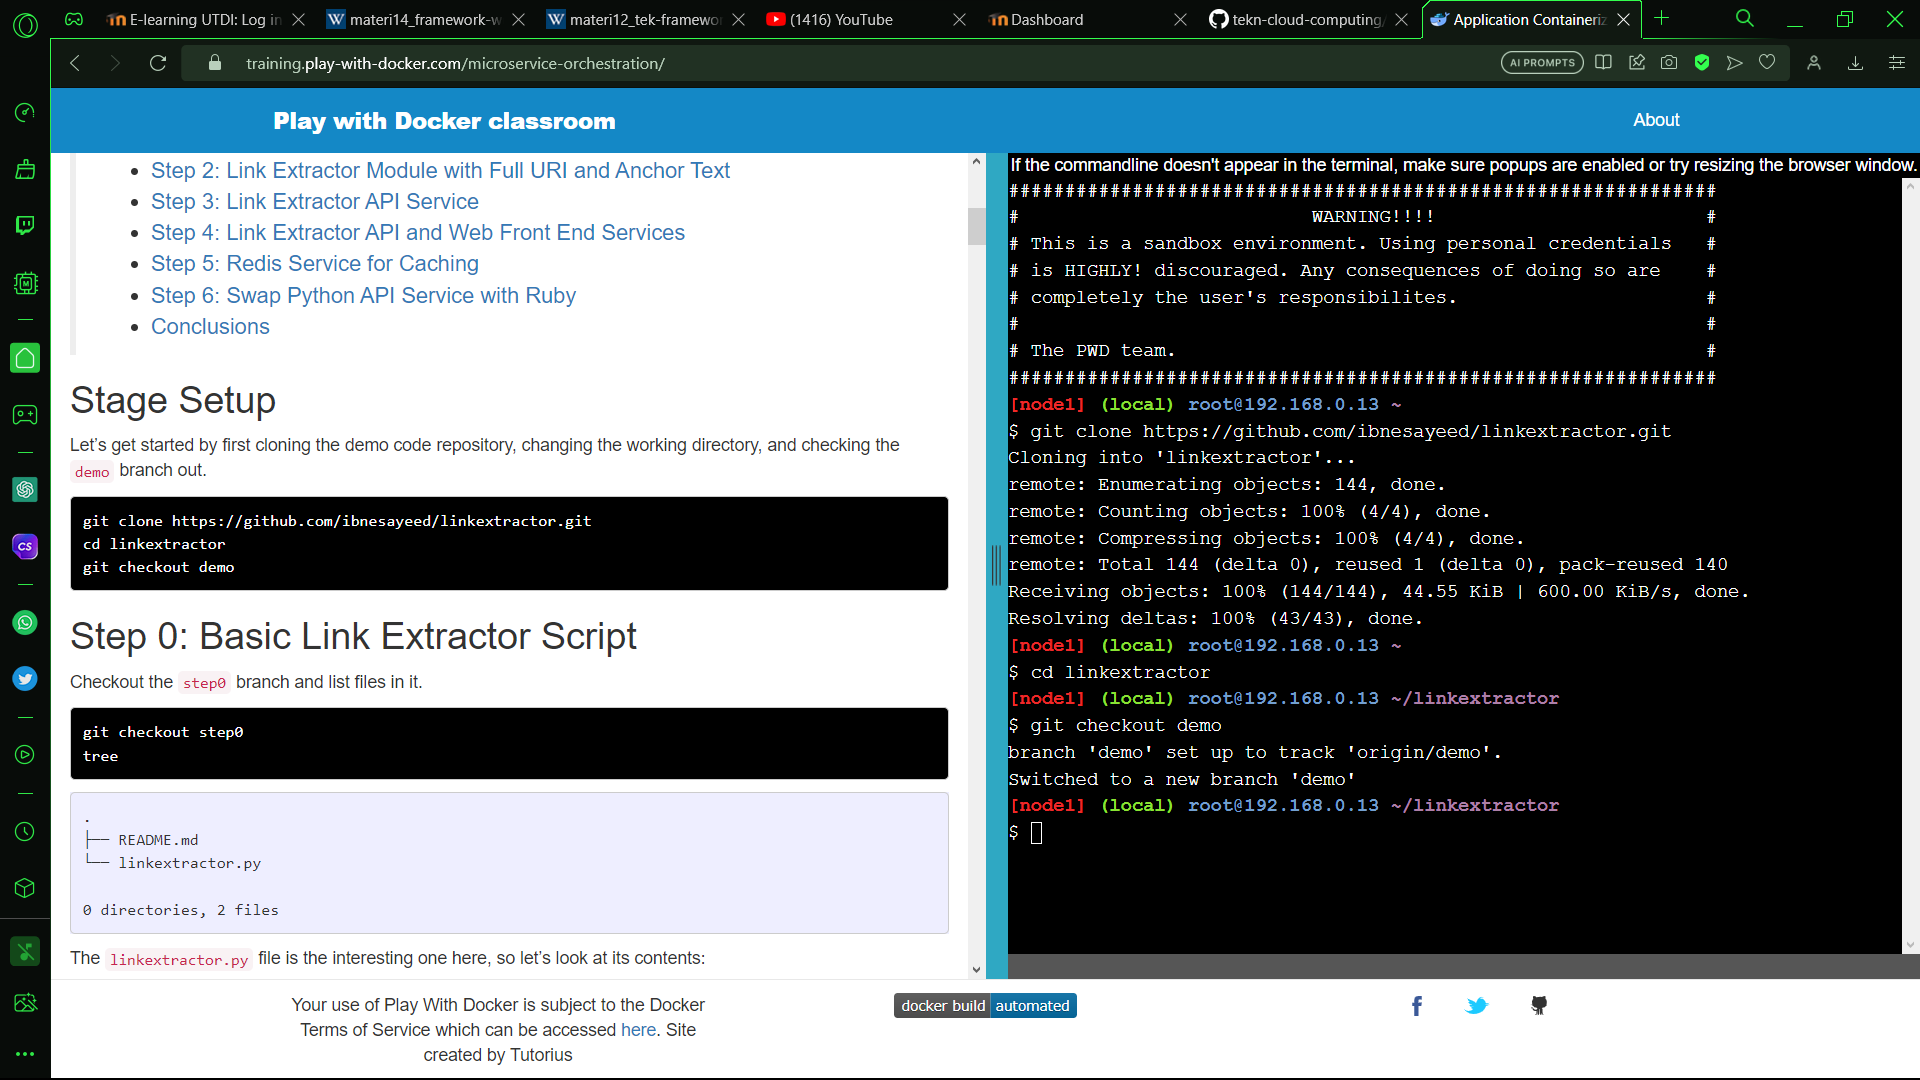 E-learning UTDI: Log in
materi14_framework-w
materi12_tek-framewo
(1416) YouTube
Dashboard
tekn-cloud-computing/
Application Containeriz
training.play-with-docker.com/microservice-orchestration/
AI PROMPTS
Play with Docker classroom
About
Step 2: Link Extractor Module with Full URI and Anchor Text
Step 3: Link Extractor API Service
Step 4: Link Extractor API and Web Front End Services
Step 5: Redis Service for Caching
Step 6: Swap Python API Service with Ruby
Conclusions
Stage Setup
Let's get started by first cloning the demo code repository, changing the working directory, and checking the
demo branch out.
git clone https://github.com/ibnesayeed/linkextractor.git
cd linkextractor
git checkout demo
Step 0: Basic Link Extractor Script
Checkout the step0 branch and list files in it.
git checkout step0
tree
.
├── README.md
└── linkextractor.py
0 directories, 2 files
The linkextractor.py file is the interesting one here, so let's look at its contents:
If the commandline doesn't appear in the terminal, make sure popups are enabled or try resizing the browser window.
###############################################################
# WARNING!!!! #
# This is a sandbox environment. Using personal credentials #
# is HIGHLY! discouraged. Any consequences of doing so are #
# completely the user's responsibilites. #
# #
# The PWD team. #
###############################################################
[node1] (local) root@192.168.0.13 ~
$ git clone https://github.com/ibnesayeed/linkextractor.git
Cloning into 'linkextractor'...
remote: Enumerating objects: 144, done.
remote: Counting objects: 100% (4/4), done.
remote: Compressing objects: 100% (4/4), done.
remote: Total 144 (delta 0), reused 1 (delta 0), pack-reused 140
Receiving objects: 100% (144/144), 44.55 KiB | 600.00 KiB/s, done.
Resolving deltas: 100% (43/43), done.
[node1] (local) root@192.168.0.13 ~
$ cd linkextractor
[node1] (local) root@192.168.0.13 ~/linkextractor
$ git checkout demo
branch 'demo' set up to track 'origin/demo'.
Switched to a new branch 'demo'
[node1] (local) root@192.168.0.13 ~/linkextractor
$
CS
Your use of Play With Docker is subject to the Docker
Terms of Service which can be accessed here. Site
created by Tutorius
docker build automated